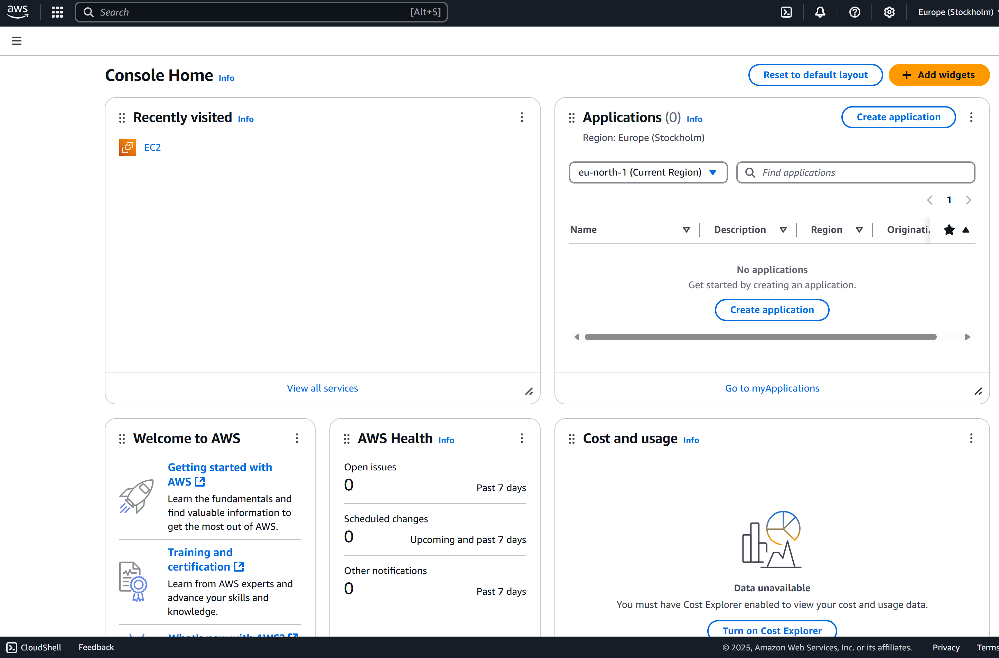 aws
Search [Alt+S]
Europe (Stockholm)
Console Home Info
Reset to default layout
Add widgets
Recently visited Info
EC2
View all services
Applications (0) Info
Create application
Region: Europe (Stockholm)
eu-north-1 (Current Region)
Find applications
1
Name Description Region Originati.
No applications
Get started by creating an application.
Create application
Go to myApplications
Welcome to AWS
Getting started with
AWS
Learn the fundamentals and
find valuable information to
get the most out of AWS.
Training and
certification
Learn from AWS experts and
advance your skills and
knowledge.
What's new with AWS?
AWS Health Info
Open issues
0 Past 7 days
Scheduled changes
0 Upcoming and past 7 days
Other notifications
0 Past 7 days
Cost and usage Info
Data unavailable
You must have Cost Explorer enabled to view your cost and usage data.
Turn on Cost Explorer
CloudShell Feedback
© 2025, Amazon Web Services, Inc. or its affiliates. Privacy Terms